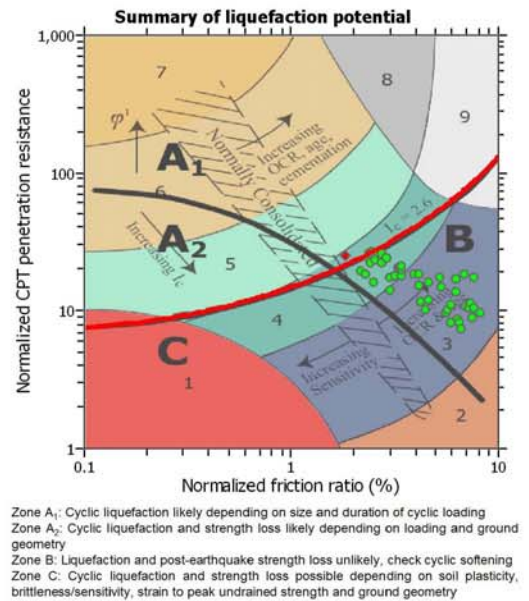 Summary of liquefaction potential
1,000
7
8
9
φ'
Increasing
OCR, age,
cementation
A1
Normally Consolidated
100
6
Ic = 2.6
A2
B
Increasing Ic
5
10
4
Increasing
OCR &
3
C
Increasing
Sensitivity
1
2
1
0.1
1
10
Normalized CPT penetration resistance
Normalized friction ratio (%)
Zone A1: Cyclic liquefaction likely depending on size and duration of cyclic loading
Zone A2: Cyclic liquefaction and strength loss likely depending on loading and ground
geometry
Zone B: Liquefaction and post-earthquake strength loss unlikely, check cyclic softening
Zone C: Cyclic liquefaction and strength loss possible depending on soil plasticity,
brittleness/sensitivity, strain to peak undrained strength and ground geometry